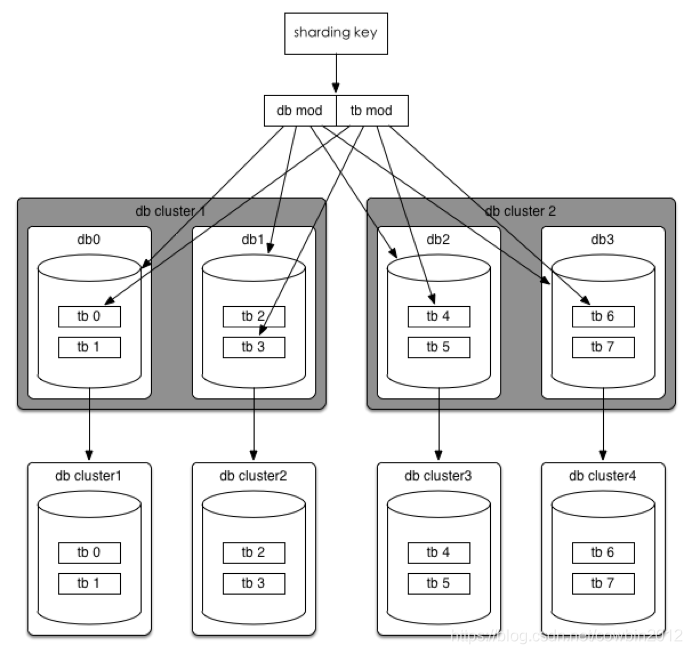 sharding key
db mod tb mod
db cluster 1 db cluster 2
db0 db1 db2 db3
tb 0 tb 2 tb 4 tb 6
tb 1 tb 3 tb 5 tb 7
db cluster1 db cluster2 db cluster3 db cluster4
tb 0 tb 2 tb 4 tb 6
tb 1 tb 3 tb 5 tb 7
https://blog.csdn.net/cowbin2012